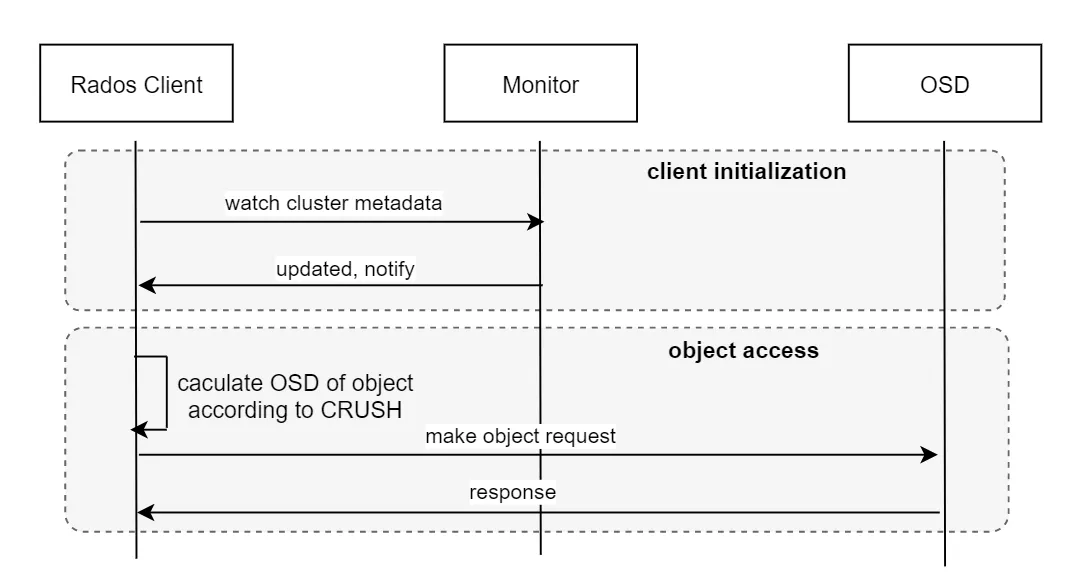 Rados Client
Monitor
OSD
client initialization
watch cluster metadata
updated, notify
object access
caculate OSD of object
according to CRUSH
make object request
response